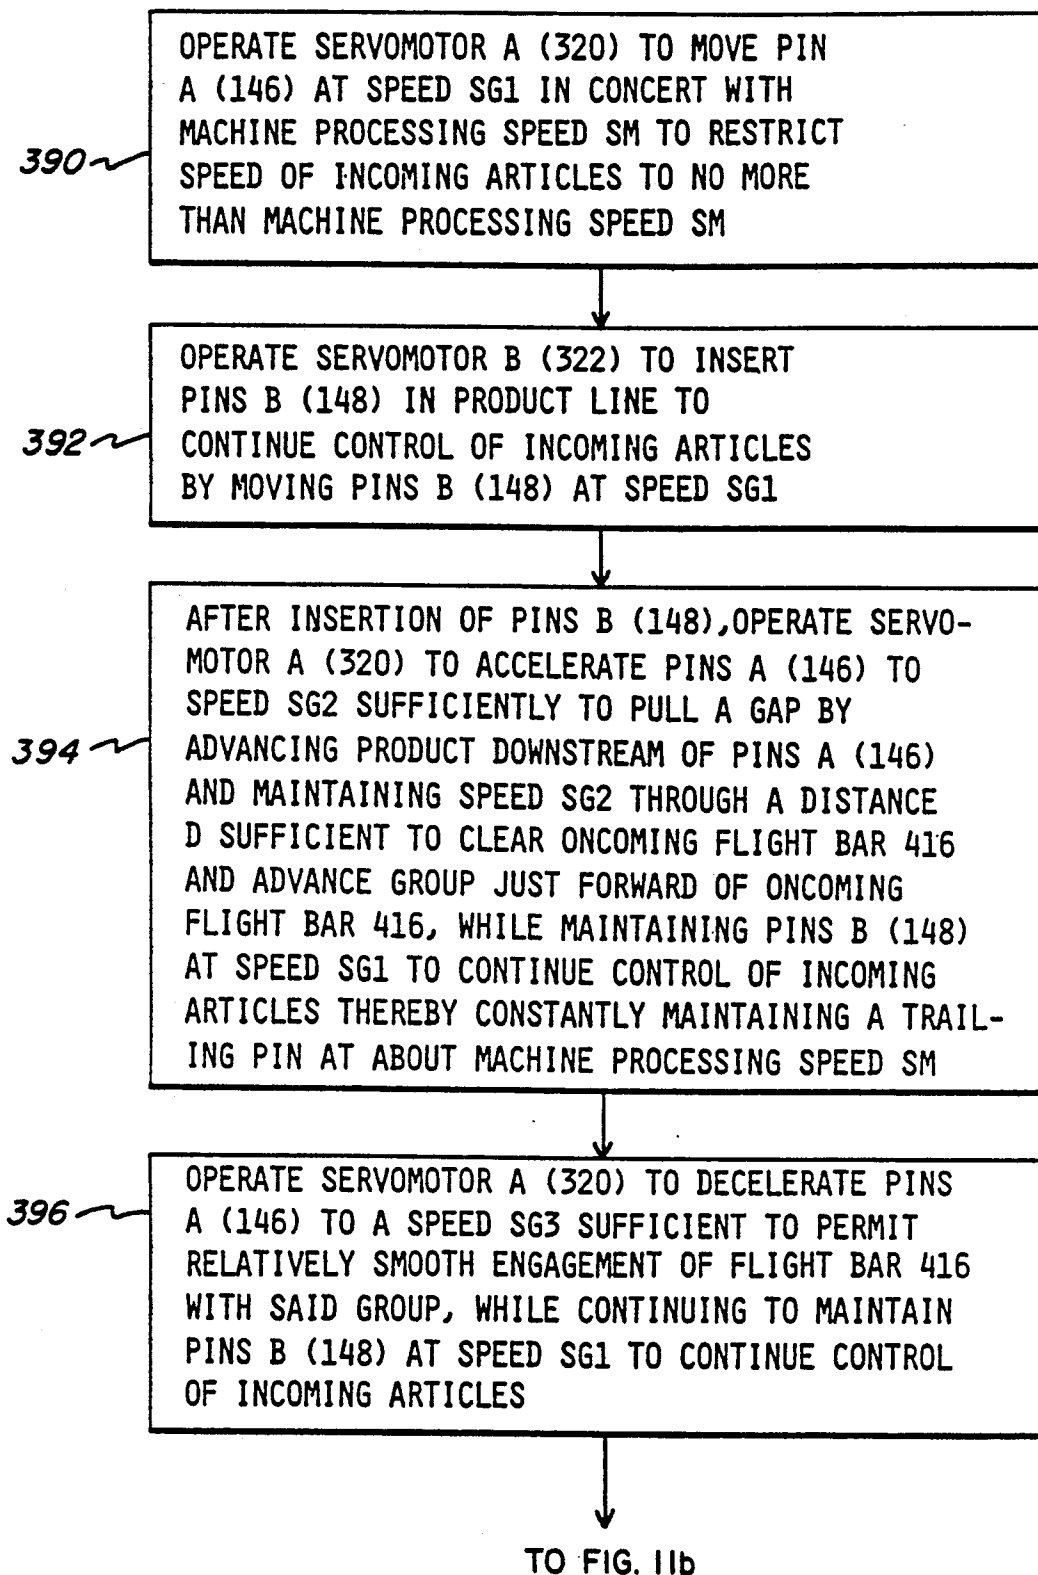 OPERATE SERVOMOTOR A (320) TO MOVE PIN
A (146) AT SPEED SG1 IN CONCERT WITH
MACHINE PROCESSING SPEED SM TO RESTRICT
SPEED OF INCOMING ARTICLES TO NO MORE
THAN MACHINE PROCESSING SPEED SM
390
OPERATE SERVOMOTOR B (322) TO INSERT
PINS B (148) IN PRODUCT LINE TO
CONTINUE CONTROL OF INCOMING ARTICLES
BY MOVING PINS B (148) AT SPEED SG1
392
AFTER INSERTION OF PINS B (148),OPERATE SERVO-
MOTOR A (320) TO ACCELERATE PINS A (146) TO
SPEED SG2 SUFFICIENTLY TO PULL A GAP BY
ADVANCING PRODUCT DOWNSTREAM OF PINS A (146)
AND MAINTAINING SPEED SG2 THROUGH A DISTANCE
D SUFFICIENT TO CLEAR ONCOMING FLIGHT BAR 416
AND ADVANCE GROUP JUST FORWARD OF ONCOMING
FLIGHT BAR 416, WHILE MAINTAINING PINS B (148)
AT SPEED SG1 TO CONTINUE CONTROL OF INCOMING
ARTICLES THEREBY CONSTANTLY MAINTAINING A TRAIL-
ING PIN AT ABOUT MACHINE PROCESSING SPEED SM
394
OPERATE SERVOMOTOR A (320) TO DECELERATE PINS
A (146) TO A SPEED SG3 SUFFICIENT TO PERMIT
RELATIVELY SMOOTH ENGAGEMENT OF FLIGHT BAR 416
WITH SAID GROUP, WHILE CONTINUING TO MAINTAIN
PINS B (148) AT SPEED SG1 TO CONTINUE CONTROL
OF INCOMING ARTICLES
396
TO FIG. 11b